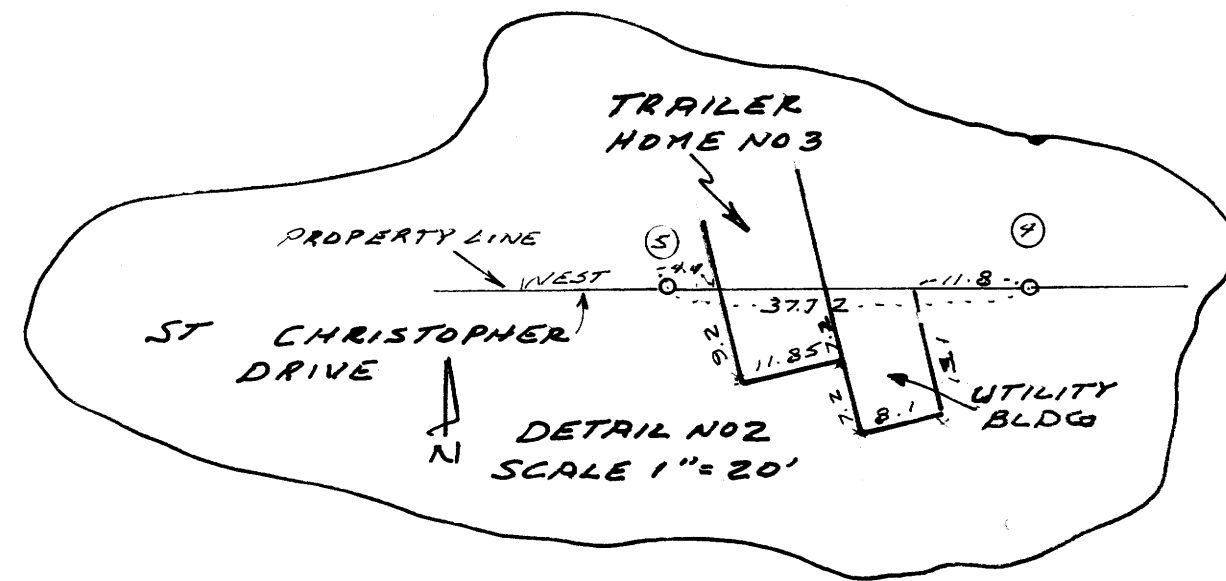 TRAILER
HOME NO 3
PROPERTY LINE
WEST
5
4
4.4
11.8
37.72
ST CHRISTOPHER
DRIVE
9.2
11.85
7.2
8.1
UTILITY
BLDG
N
DETAIL NO 2
SCALE 1"= 20'